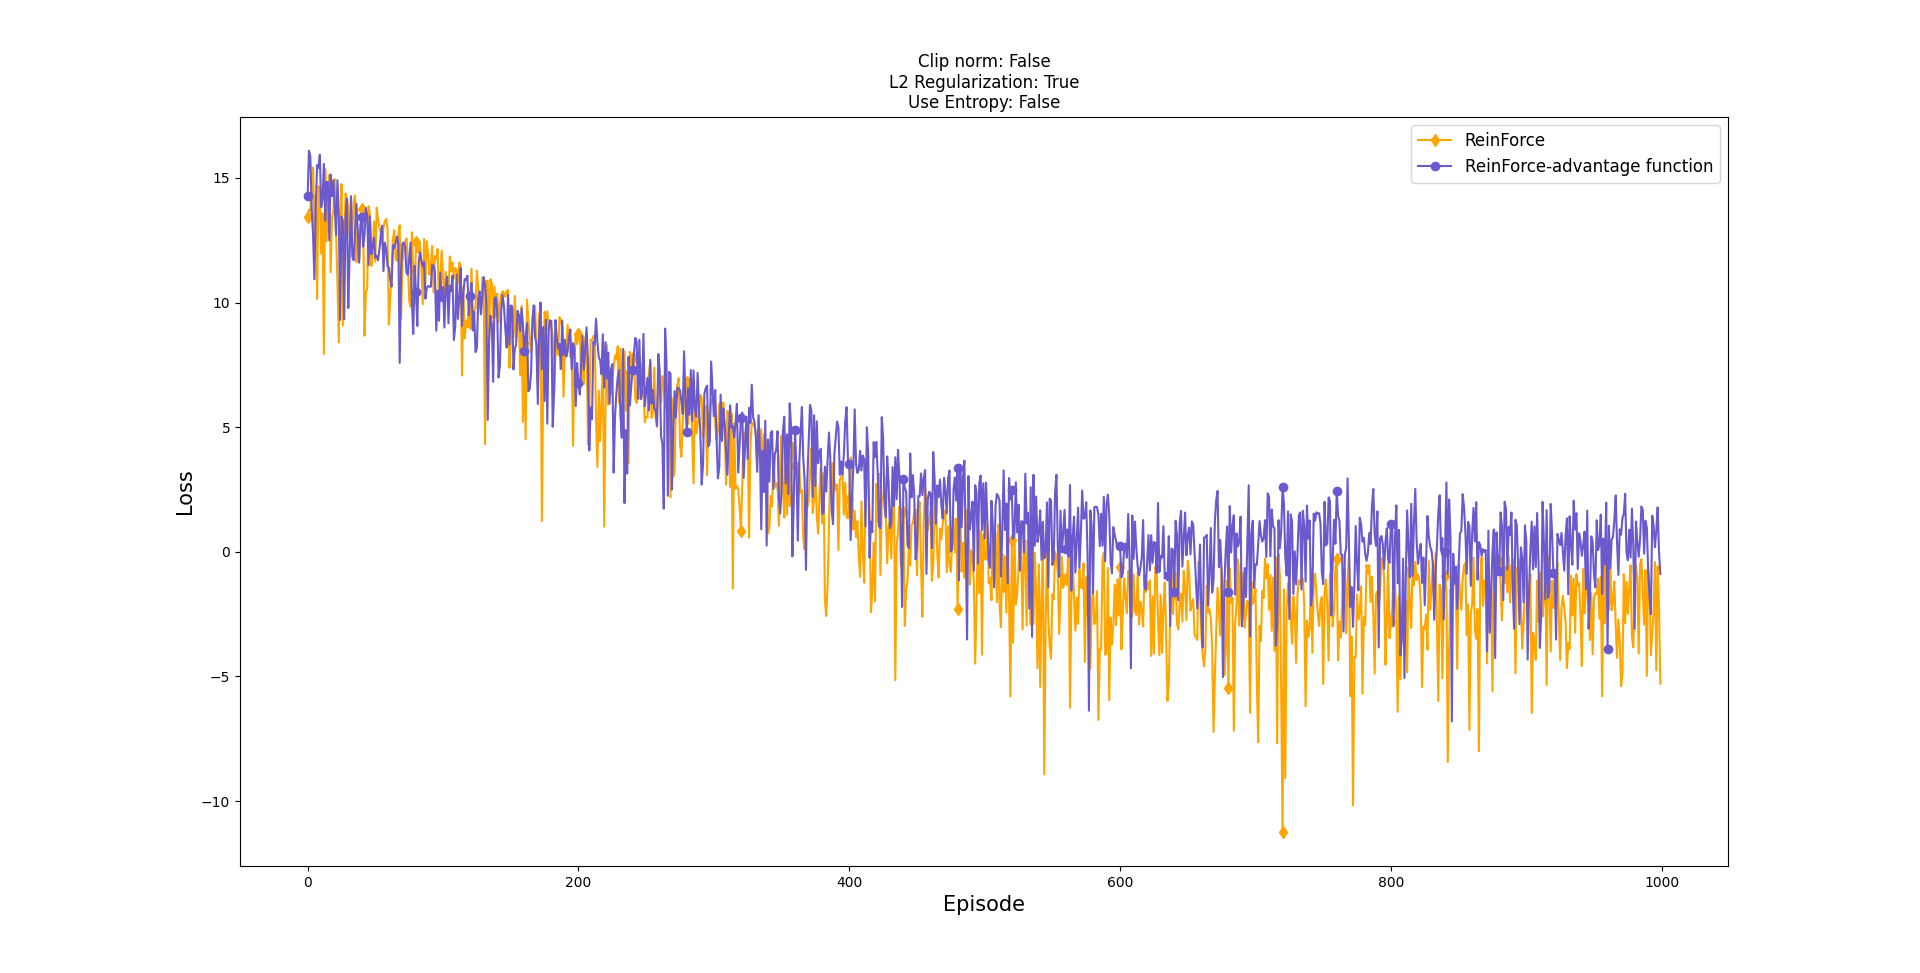 Clip norm: False
L2 Regularization: True
Use Entropy: False
ReinForce
ReinForce-advantage function
15
10
5
0
−5
−10
Loss
0
200
400
600
800
1000
Episode